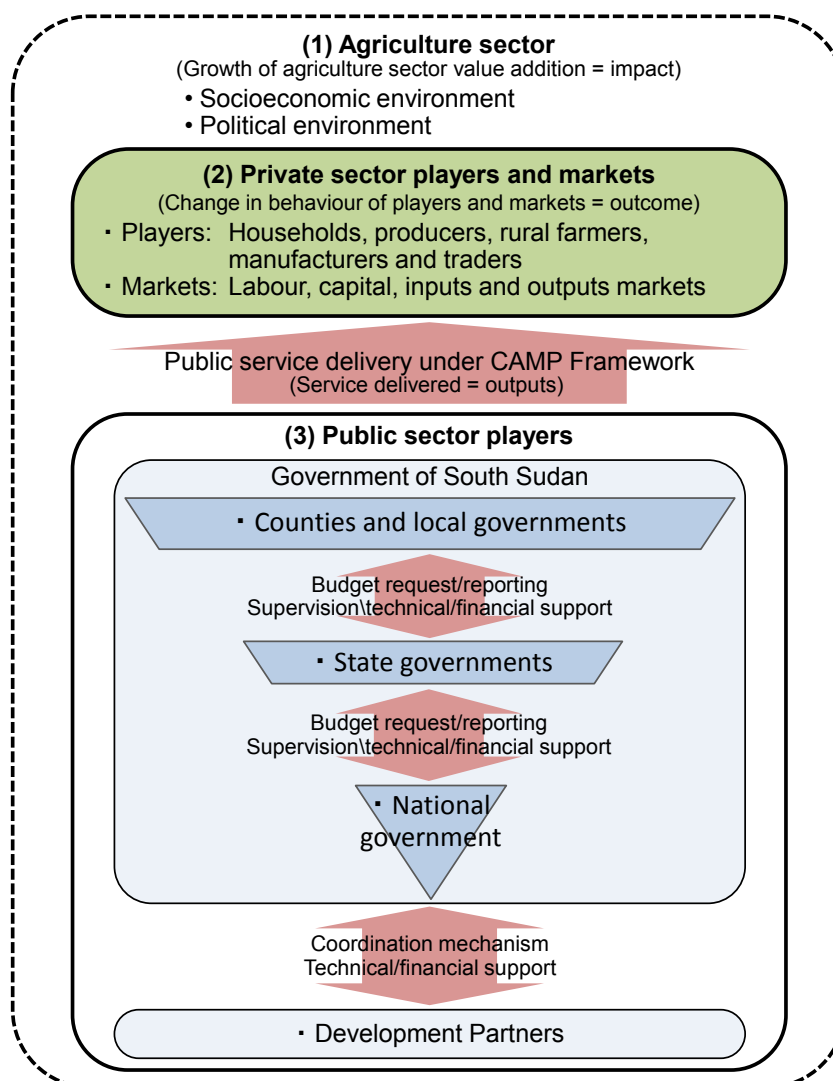 (1) Agriculture sector
(Growth of agriculture sector value addition = impact)
• Socioeconomic environment
• Political environment
(2) Private sector players and markets
(Change in behaviour of players and markets = outcome)
・Players: Households, producers, rural farmers,
manufacturers and traders
・Markets: Labour, capital, inputs and outputs markets
Public service delivery under CAMP Framework
(Service delivered = outputs)
(3) Public sector players
Government of South Sudan
・Counties and local governments
Budget request/reporting
Supervision\technical/financial support
・State governments
Budget request/reporting
Supervision\technical/financial support
・National
government
Coordination mechanism
Technical/financial support
・Development Partners